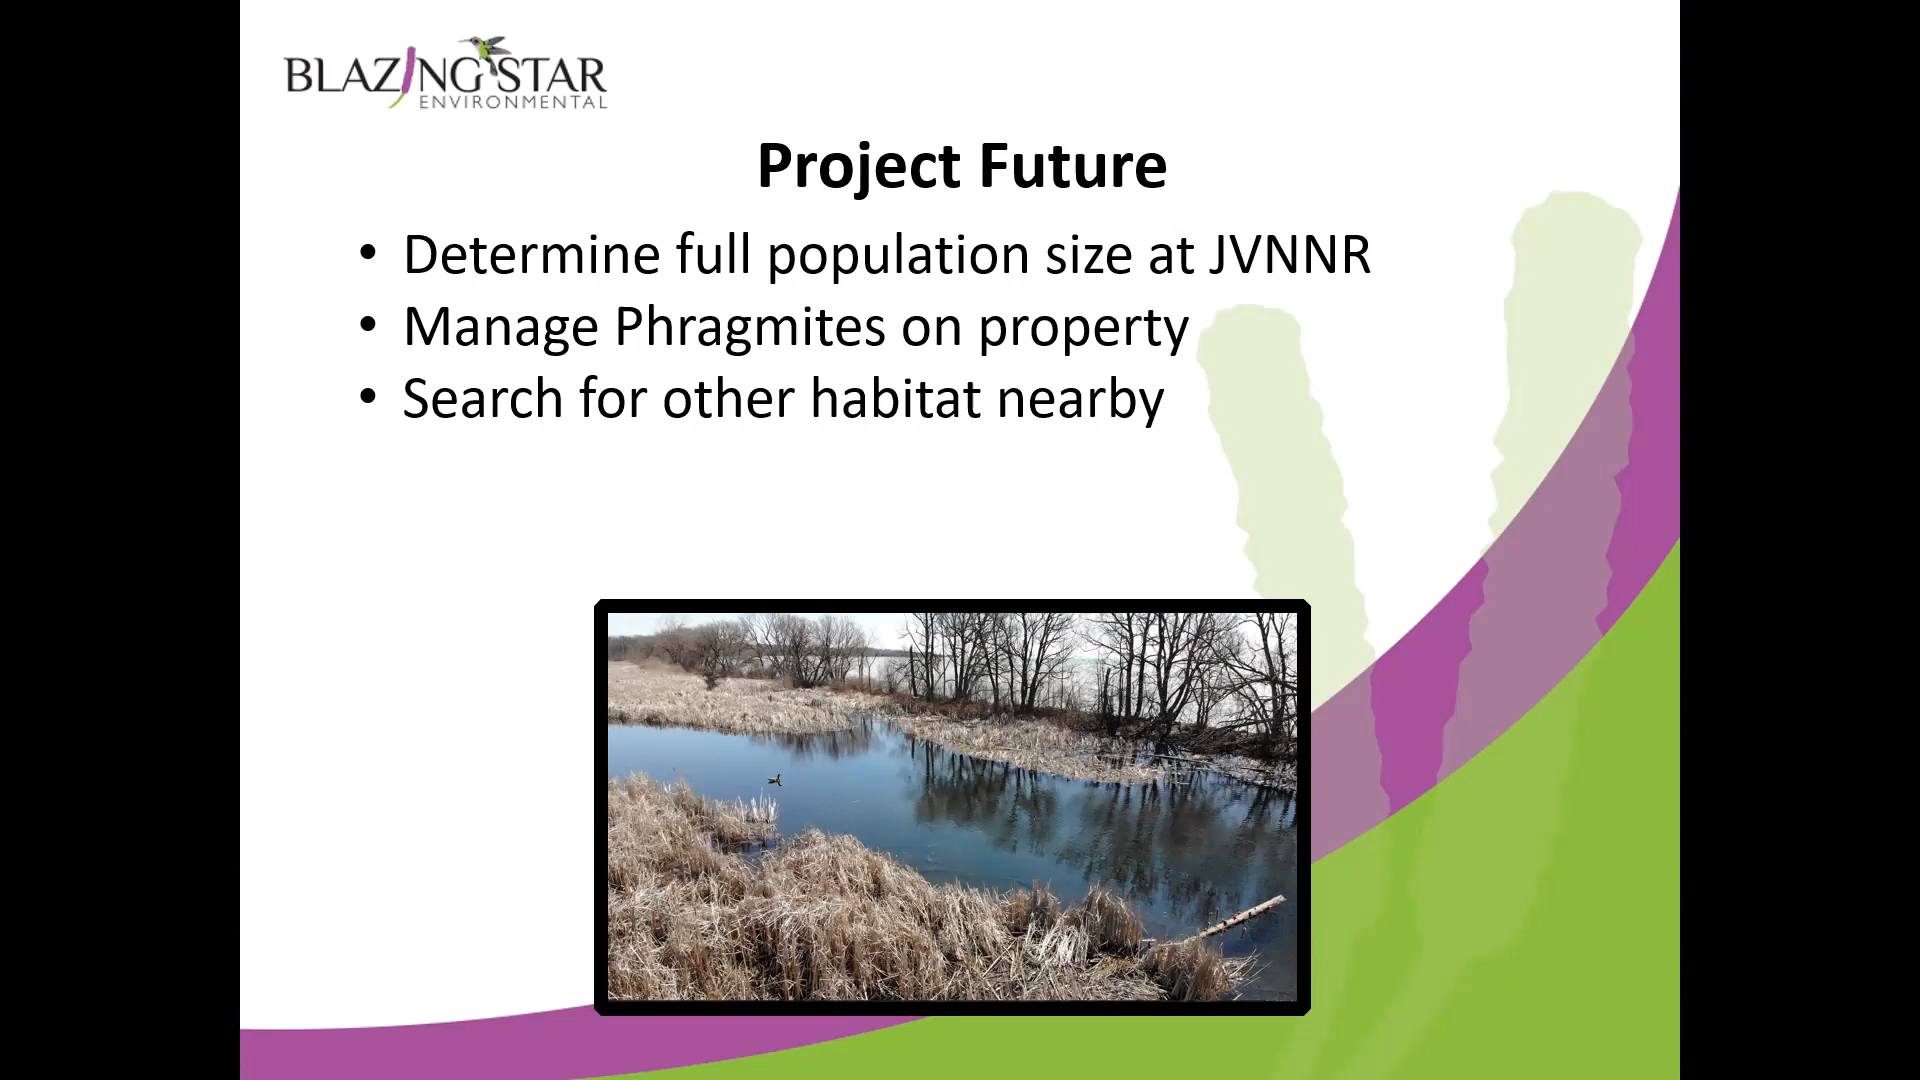 BLAZING STAR
ENVIRONMENTAL
Project Future
• Determine full population size at JVNNR
• Manage Phragmites on property
• Search for other habitat nearby